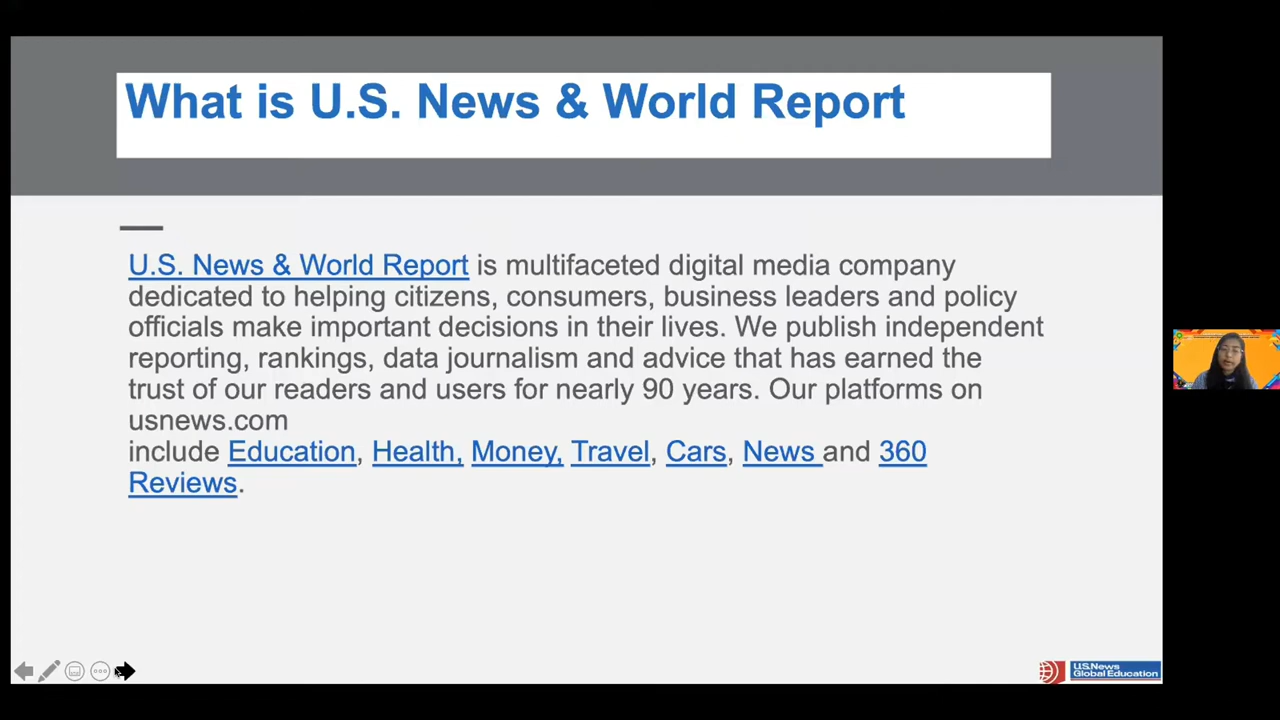 What is U.S. News & World Report
U.S. News & World Report is multifaceted digital media company
dedicated to helping citizens, consumers, business leaders and policy
officials make important decisions in their lives. We publish independent
reporting, rankings, data journalism and advice that has earned the
trust of our readers and users for nearly 90 years. Our platforms on
usnews.com
include Education, Health, Money, Travel, Cars, News and 360
Reviews.
U.S.News
Global Education